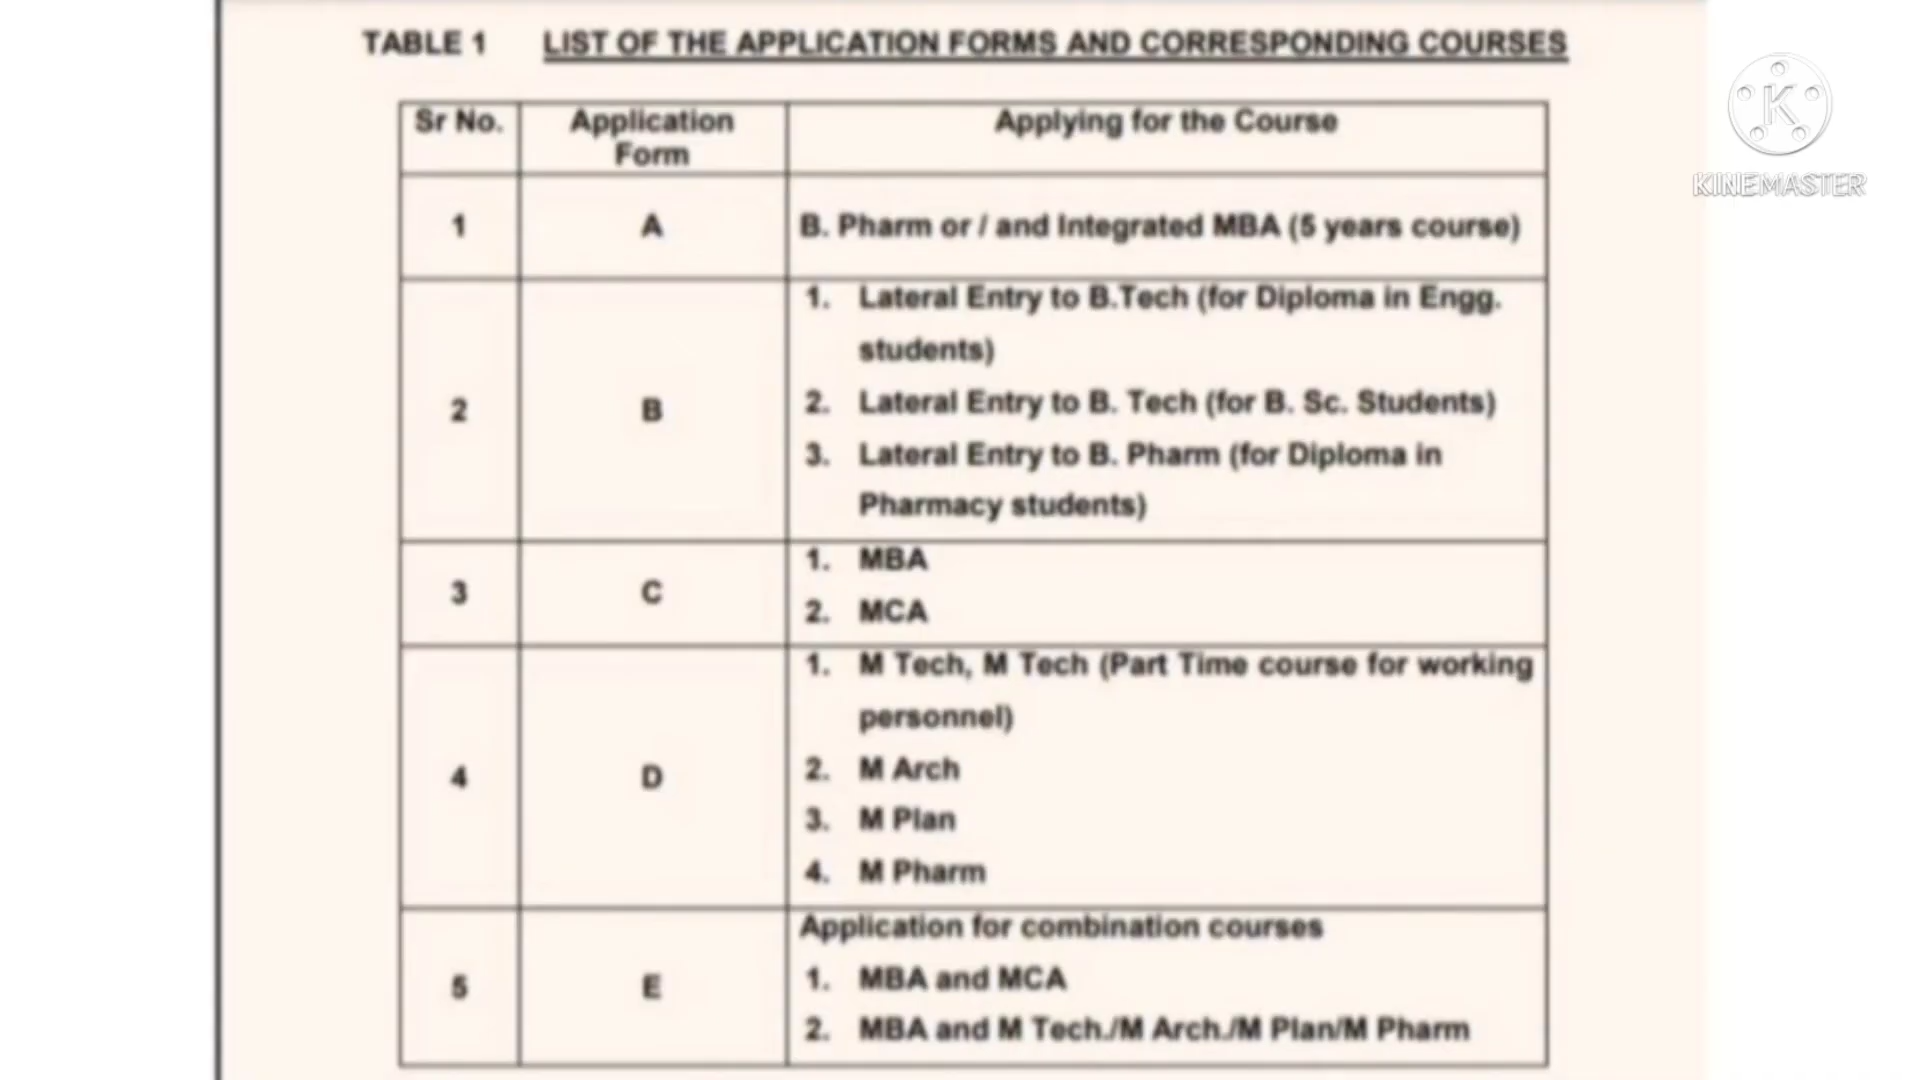 TABLE 1 LIST OF THE APPLICATION FORMS AND CORRESPONDING COURSES
Sr No. Application Form Applying for the Course
1 A B. Pharm or / and Integrated MBA (5 years course)
2 B
1. Lateral Entry to B.Tech (for Diploma in Engg.
students)
2. Lateral Entry to B. Tech (for B. Sc. Students)
3. Lateral Entry to B. Pharm (for Diploma in
Pharmacy students)
3 C
1. MBA
2. MCA
4 D
1. M Tech, M Tech (Part Time course for working
personnel)
2. M Arch
3. M Plan
4. M Pharm
5 E
Application for combination courses
1. MBA and MCA
2. MBA and M Tech./M Arch./M Plan/M Pharm
K
KINEMASTER